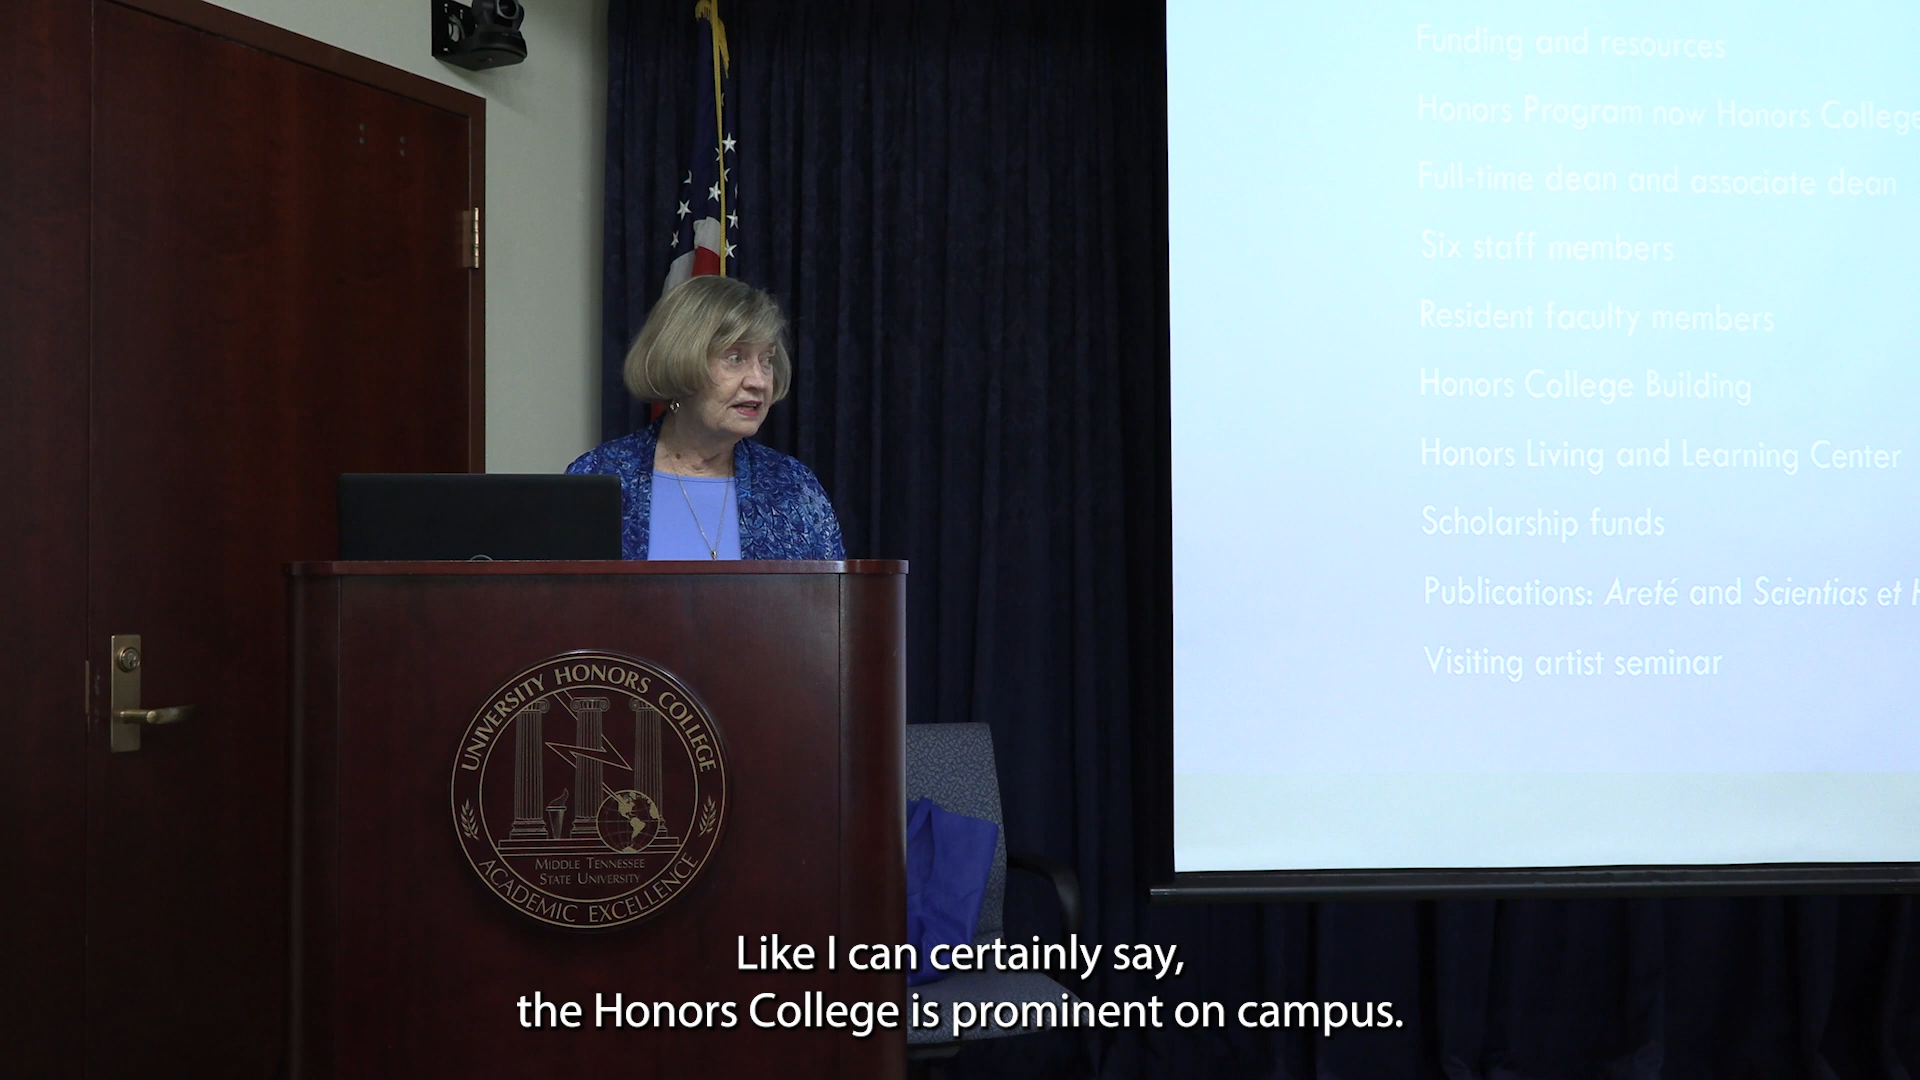 Funding and resources
Honors Program now Honors College
Full-time dean and associate dean
Six staff members
Resident faculty members
Honors College Building
Honors Living and Learning Center
Scholarship funds
Publications: Areté and Scientias et H
Visiting artist seminar
UNIVERSITY HONORS COLLEGE
MIDDLE TENNESSEE
STATE UNIVERSITY
ACADEMIC EXCELLENCE
Like I can certainly say,
the Honors College is prominent on campus.